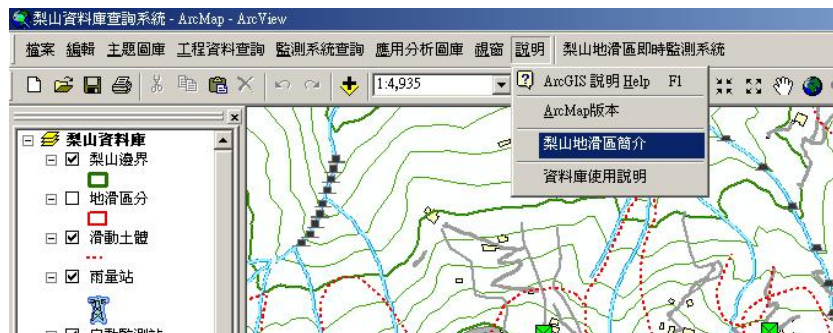 梨山資料庫查詢系統 - ArcMap - ArcView
檔案 編輯 主題圖庫 工程資料查詢 監測系統查詢 應用分析圖庫 視窗 說明 梨山地滑區即時監測系統
1:4,935
ArcGIS 說明 Help F1
ArcMap版本
梨山地滑區簡介
資料庫使用說明
梨山資料庫
梨山邊界
地滑區分
滑動土體
雨量站
自動監測站